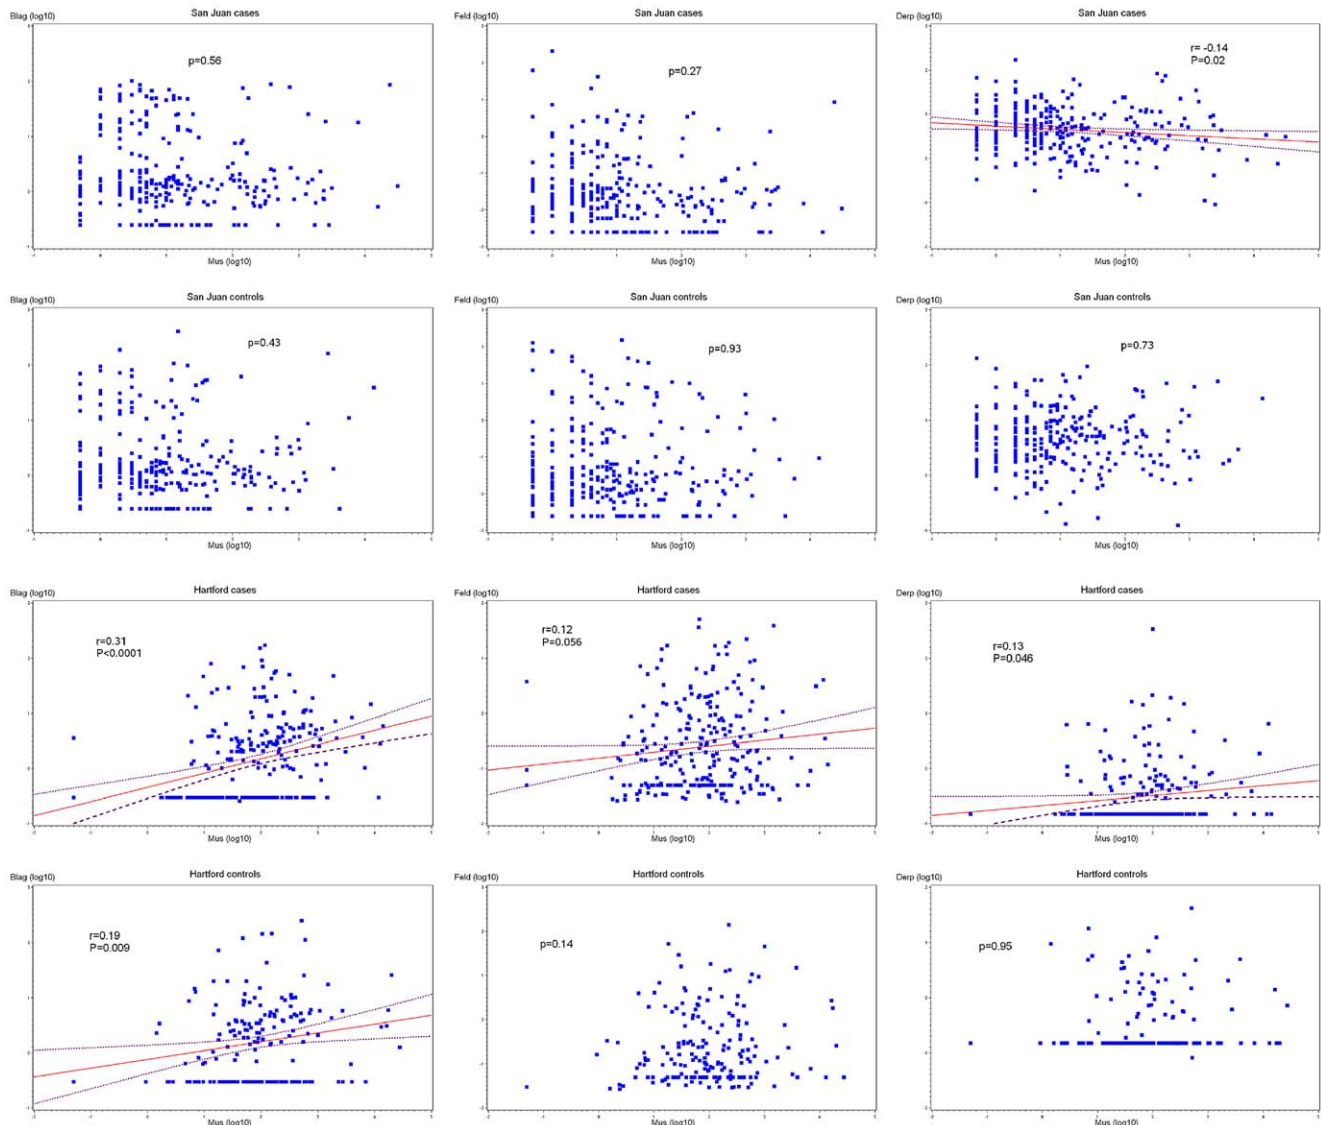 Blag (log10) San Juan cases
p=0.56
Mus (log10)
Feld (log10) San Juan cases
p=0.27
Mus (log10)
Derp (log10) San Juan cases
r= -0.14
P=0.02
Mus (log10)
Blag (log10) San Juan controls
p=0.43
Mus (log10)
Feld (log10) San Juan controls
p=0.93
Mus (log10)
Derp (log10) San Juan controls
p=0.73
Mus (log10)
Blag (log10) Hartford cases
r=0.31
P<0.0001
Mus (log10)
Feld (log10) Hartford cases
r=0.12
P=0.056
Mus (log10)
Derp (log10) Hartford cases
r=0.13
P=0.046
Mus (log10)
Blag (log10) Hartford controls
r=0.19
P=0.009
Mus (log10)
Feld (log10) Hartford controls
p=0.14
Mus (log10)
Derp (log10) Hartford controls
p=0.95
Mus (log10)